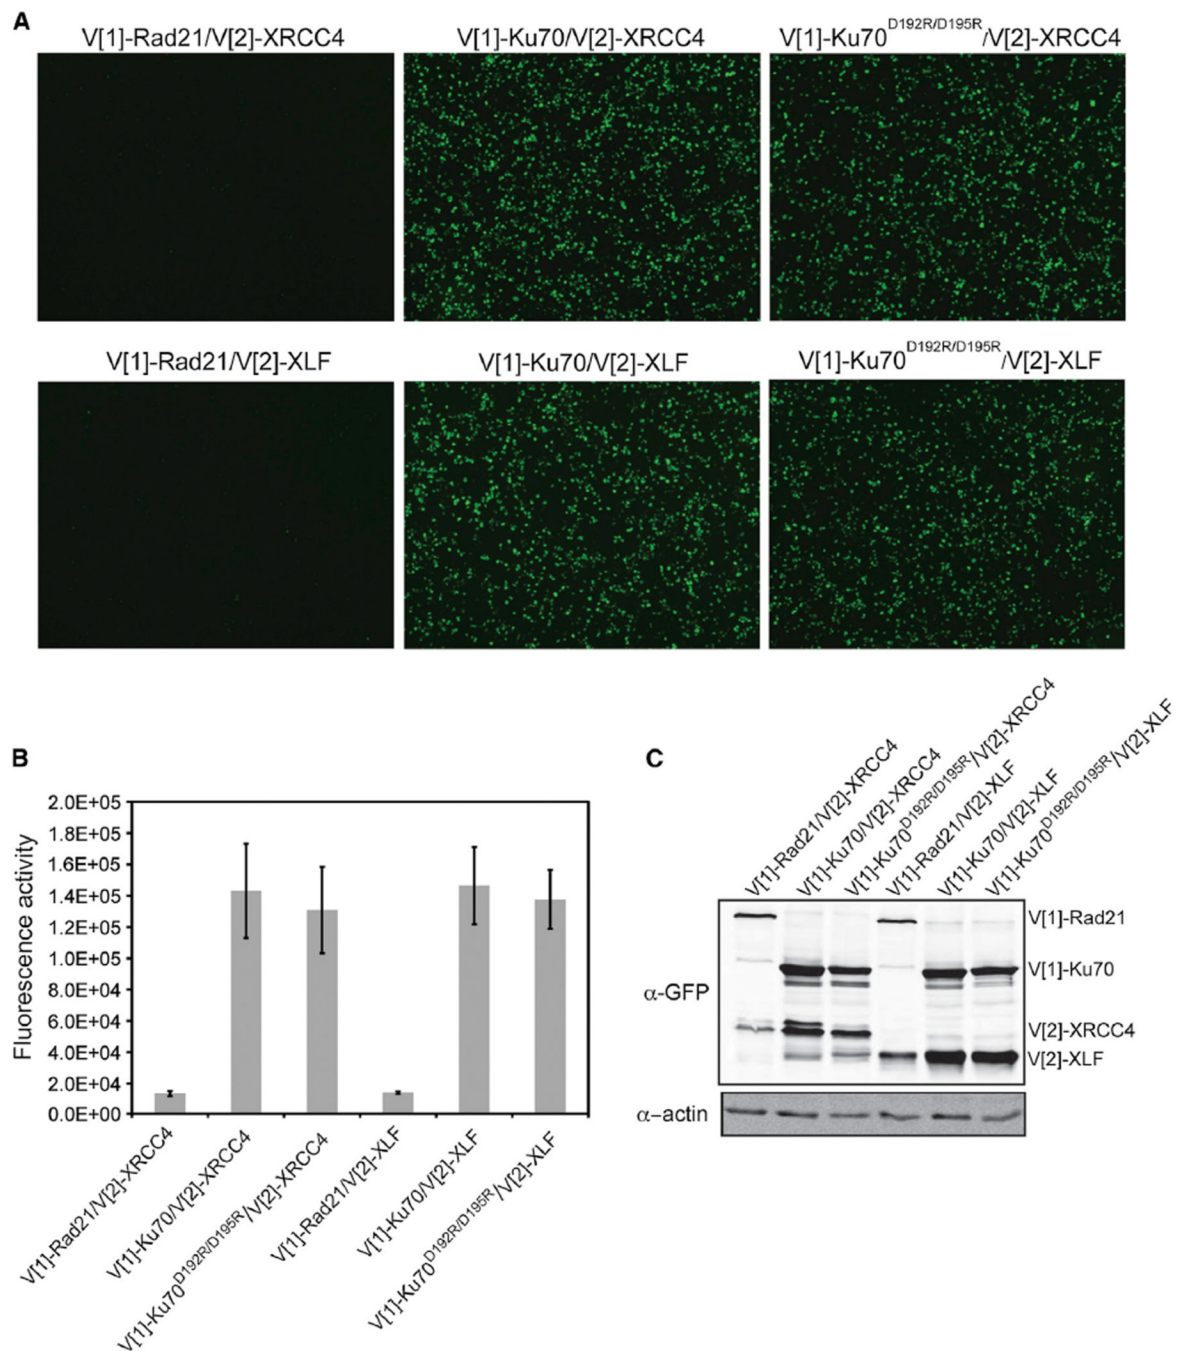 A
V[1]-Rad21/V[2]-XRCC4
V[1]-Ku70/V[2]-XRCC4
V[1]-Ku70D192R/D195R/V[2]-XRCC4
V[1]-Rad21/V[2]-XLF
V[1]-Ku70/V[2]-XLF
V[1]-Ku70D192R/D195R/V[2]-XLF
B
Fluorescence activity
2.0E+05
1.8E+05
1.6E+05
1.4E+05
1.2E+05
1.0E+05
8.0E+04
6.0E+04
4.0E+04
2.0E+04
0.0E+00
V[1]-Rad21/V[2]-XRCC4
V[1]-Ku70/V[2]-XRCC4
V[1]-Ku70D192R/D195R/V[2]-XRCC4
V[1]-Rad21/V[2]-XLF
V[1]-Ku70/V[2]-XLF
V[1]-Ku70D192R/D195R/V[2]-XLF
C
V[1]-Rad21/V[2]-XRCC4
V[1]-Ku70/V[2]-XRCC4
V[1]-Ku70D192R/D195R/V[2]-XRCC4
V[1]-Rad21/V[2]-XLF
V[1]-Ku70/V[2]-XLF
V[1]-Ku70D192R/D195R/V[2]-XLF
α-GFP
V[1]-Rad21
V[1]-Ku70
V[2]-XRCC4
V[2]-XLF
α–actin